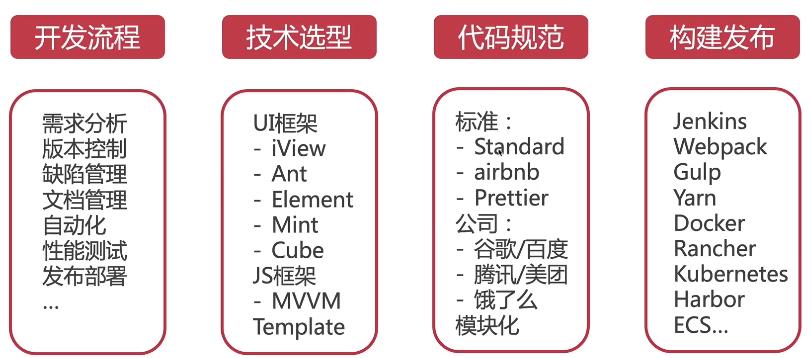 开发流程
需求分析
版本控制
缺陷管理
文档管理
自动化
性能测试
发布部署
...
技术选型
UI框架
- iView
- Ant
- Element
- Mint
- Cube
JS框架
- MVVM
Template
代码规范
标准：
- Standard
- airbnb
- Prettier
公司：
- 谷歌/百度
- 腾讯/美团
- 饿了么
模块化
构建发布
Jenkins
Webpack
Gulp
Yarn
Docker
Rancher
Kubernetes
Harbor
ECS...